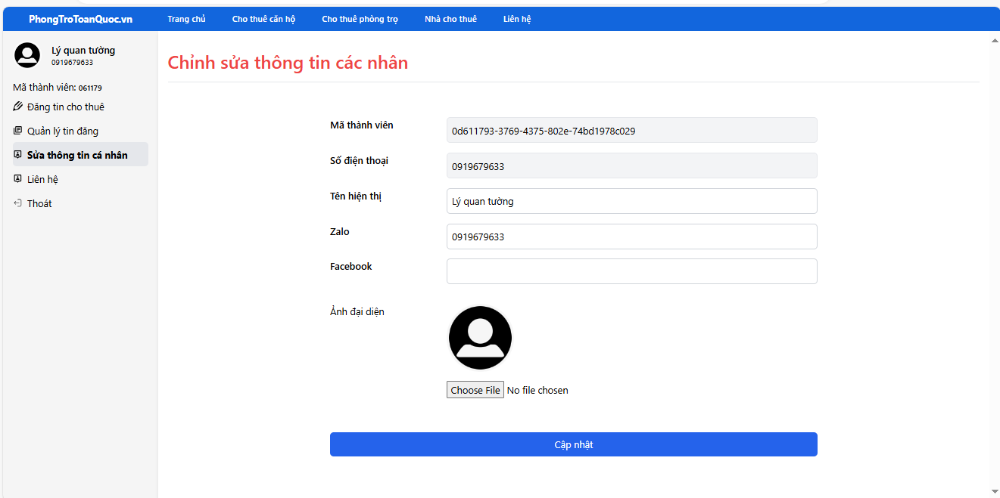 PhongTroToanQuoc.vn Trang chủ Cho thuê căn hộ Cho thuê phòng trọ Nhà cho thuê Liên hệ
Lý quan tường
0919679633
Mã thành viên: 061179
Đăng tin cho thuê
Quản lý tin đăng
Sửa thông tin cá nhân
Liên hệ
Thoát
Chỉnh sửa thông tin các nhân
Mã thành viên 0d611793-3769-4375-802e-74bd1978c029
Số điện thoại 0919679633
Tên hiện thị Lý quan tường
Zalo 0919679633
Facebook
Ảnh đại diện
Choose File No file chosen
Cập nhật